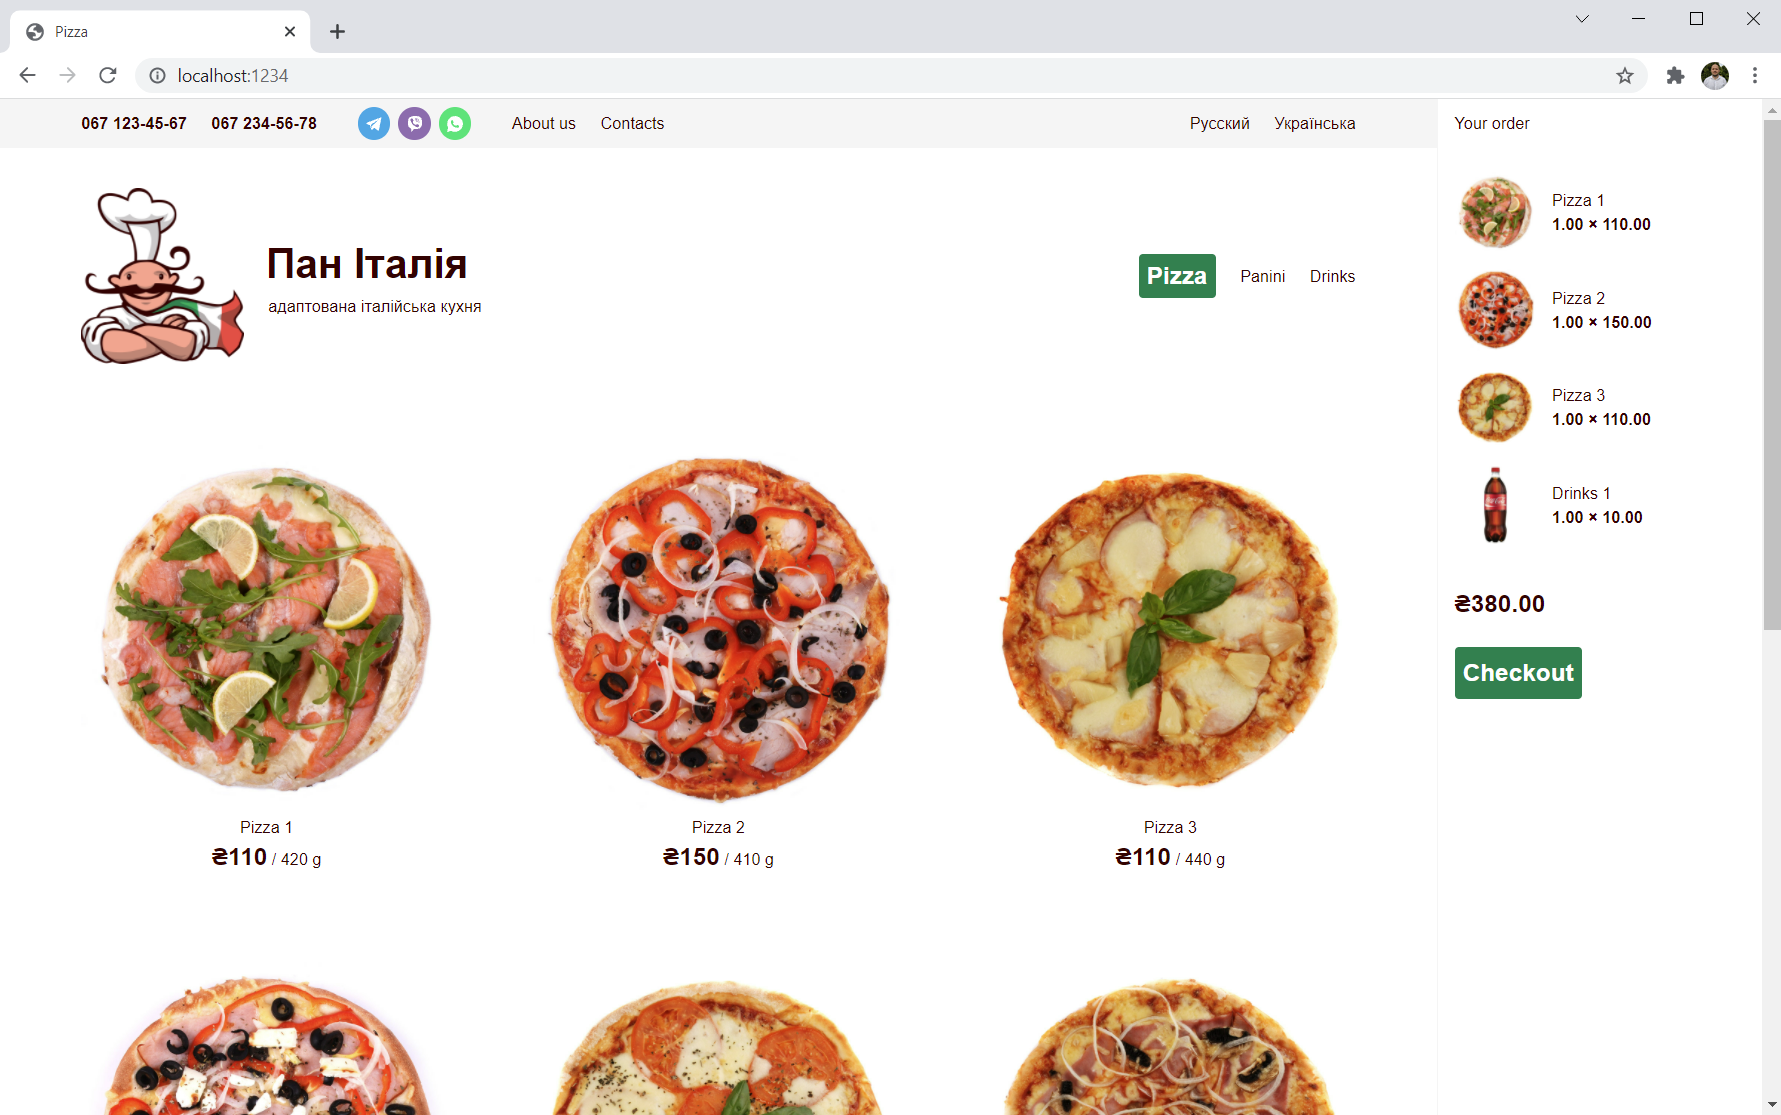 Pizza
localhost:1234
067 123-45-67 067 234-56-78 About us Contacts Русский Українська
Пан Італія
адаптована італійська кухня
Pizza Panini Drinks
Pizza 1
₴110 / 420 g
Pizza 2
₴150 / 410 g
Pizza 3
₴110 / 440 g
Your order
Pizza 1
1.00 × 110.00
Pizza 2
1.00 × 150.00
Pizza 3
1.00 × 110.00
Drinks 1
1.00 × 10.00
₴380.00
Checkout